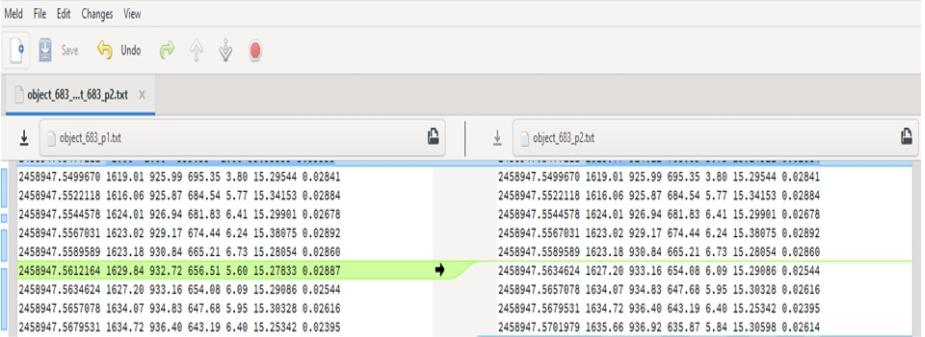 Meld File Edit Changes View
Save Undo
object_683_...t_683_p2.txt ×
object_683_p1.txt
object_683_p2.txt
2458947.5499670 1619.01 925.99 695.35 3.80 15.29544 0.02841
2458947.5522118 1616.06 925.87 684.54 5.77 15.34153 0.02884
2458947.5544578 1624.01 926.94 681.83 6.41 15.29901 0.02678
2458947.5567031 1623.02 929.17 674.44 6.24 15.38075 0.02892
2458947.5589589 1623.18 930.84 665.21 6.73 15.28054 0.02860
2458947.5612164 1629.84 932.72 656.51 5.60 15.27833 0.02887
2458947.5634624 1627.20 933.16 654.08 6.09 15.29086 0.02544
2458947.5657078 1634.07 934.83 647.68 5.95 15.30328 0.02616
2458947.5679531 1634.72 936.40 643.19 6.40 15.25342 0.02395
2458947.5499670 1619.01 925.99 695.35 3.80 15.29544 0.02841
2458947.5522118 1616.06 925.87 684.54 5.77 15.34153 0.02884
2458947.5544578 1624.01 926.94 681.83 6.41 15.29901 0.02678
2458947.5567031 1623.02 929.17 674.44 6.24 15.38075 0.02892
2458947.5589589 1623.18 930.84 665.21 6.73 15.28054 0.02860
2458947.5634624 1627.20 933.16 654.08 6.09 15.29086 0.02544
2458947.5657078 1634.07 934.83 647.68 5.95 15.30328 0.02616
2458947.5679531 1634.72 936.40 643.19 6.40 15.25342 0.02395
2458947.5701979 1635.66 936.92 635.87 5.84 15.30598 0.02614